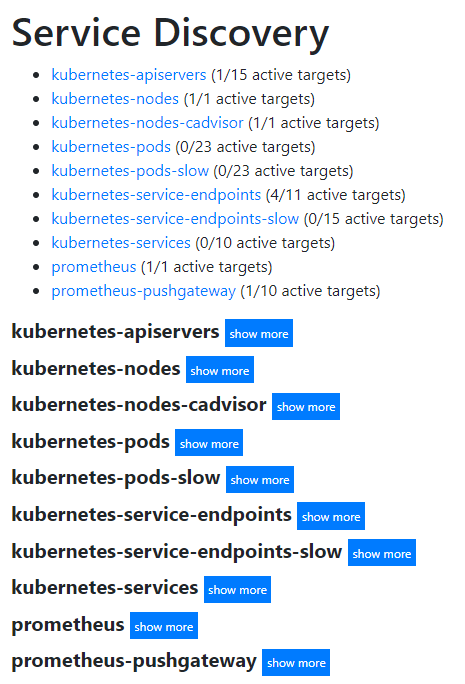 Service Discovery
kubernetes-apiservers (1/15 active targets)
kubernetes-nodes (1/1 active targets)
kubernetes-nodes-cadvisor (1/1 active targets)
kubernetes-pods (0/23 active targets)
kubernetes-pods-slow (0/23 active targets)
kubernetes-service-endpoints (4/11 active targets)
kubernetes-service-endpoints-slow (0/15 active targets)
kubernetes-services (0/10 active targets)
prometheus (1/1 active targets)
prometheus-pushgateway (1/10 active targets)
kubernetes-apiservers show more
kubernetes-nodes show more
kubernetes-nodes-cadvisor show more
kubernetes-pods show more
kubernetes-pods-slow show more
kubernetes-service-endpoints show more
kubernetes-service-endpoints-slow show more
kubernetes-services show more
prometheus show more
prometheus-pushgateway show more